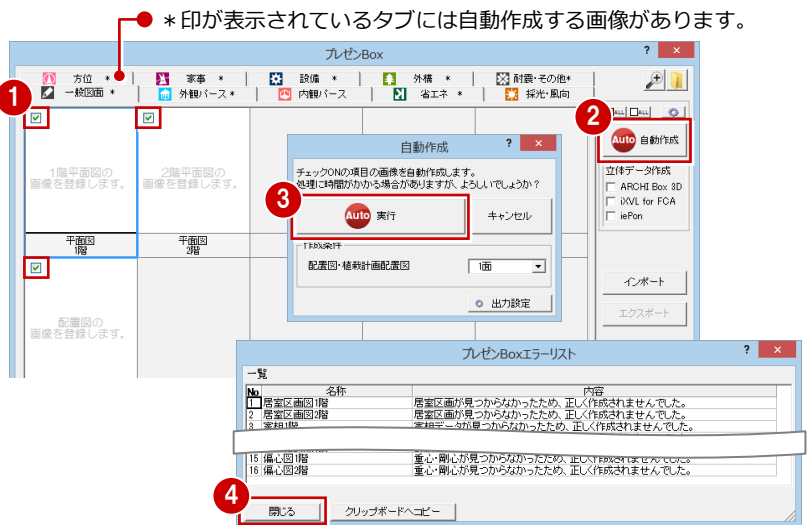 ＊印が表示されているタブには自動作成する画像があります。
プレゼンBox
? ×
方位 * 家事 * 設備 * 外構 * 耐震・その他*
一般図面 * 外観パース * 内観パース 省エネ * 採光・風向
1
2
ALL ALL
Auto 自動作成
1階平面図の
画像を登録します。
2階平面図の
画像を登録します。
平面図
1階
平面図
2階
配置図の
画像を登録します。
立体データ作成
ARCHI Box 3D
iXVL for FCA
iePon
インポート
エクスポート
自動作成
? ×
チェックONの項目の画像を自動作成します。
処理に時間がかかる場合がありますが、よろしいでしょうか？
3
Auto 実行
キャンセル
作成条件
配置図・植栽計画配置図 1面
出力設定
プレゼンBoxエラーリスト
? ×
一覧
No 名称 内容
1 居室区画図1階 居室区画が見つからなかったため、正しく作成されませんでした。
2 居室区画図2階 居室区画が見つからなかったため、正しく作成されませんでした。
3
15 偏心図1階 重心・剛心が見つからなかったため、正しく作成されませんでした。
16 偏心図2階 重心・剛心が見つからなかったため、正しく作成されませんでした。
4
閉じる
クリップボードへコピー